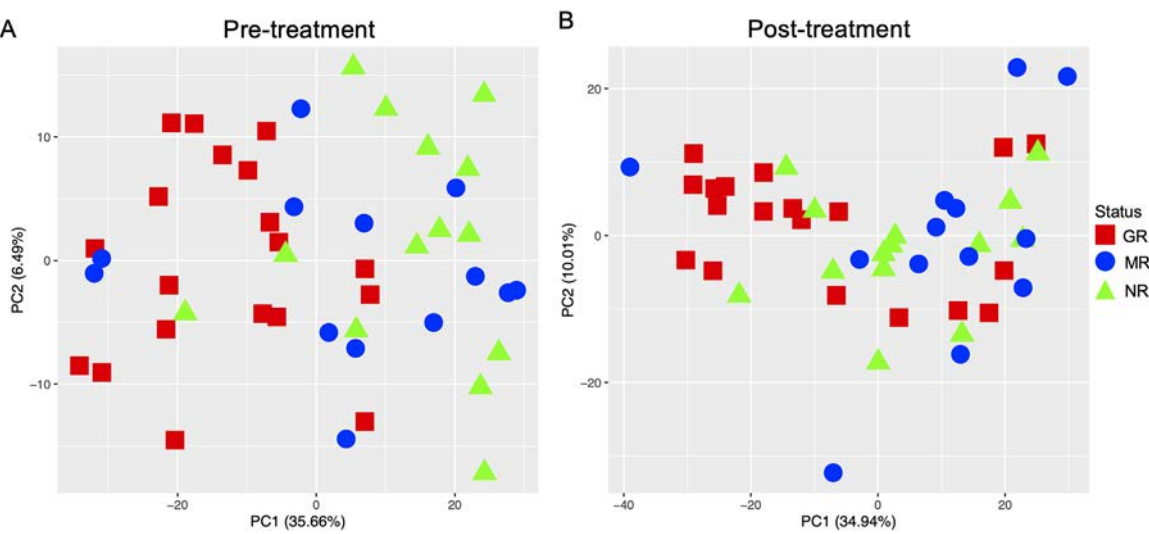 A
Pre-treatment
PC2 (6.49%)
10
0
−10
−20
0
20
PC1 (35.66%)
B
Post-treatment
PC2 (10.01%)
20
0
−20
−40
−20
0
20
PC1 (34.94%)
Status
GR
MR
NR